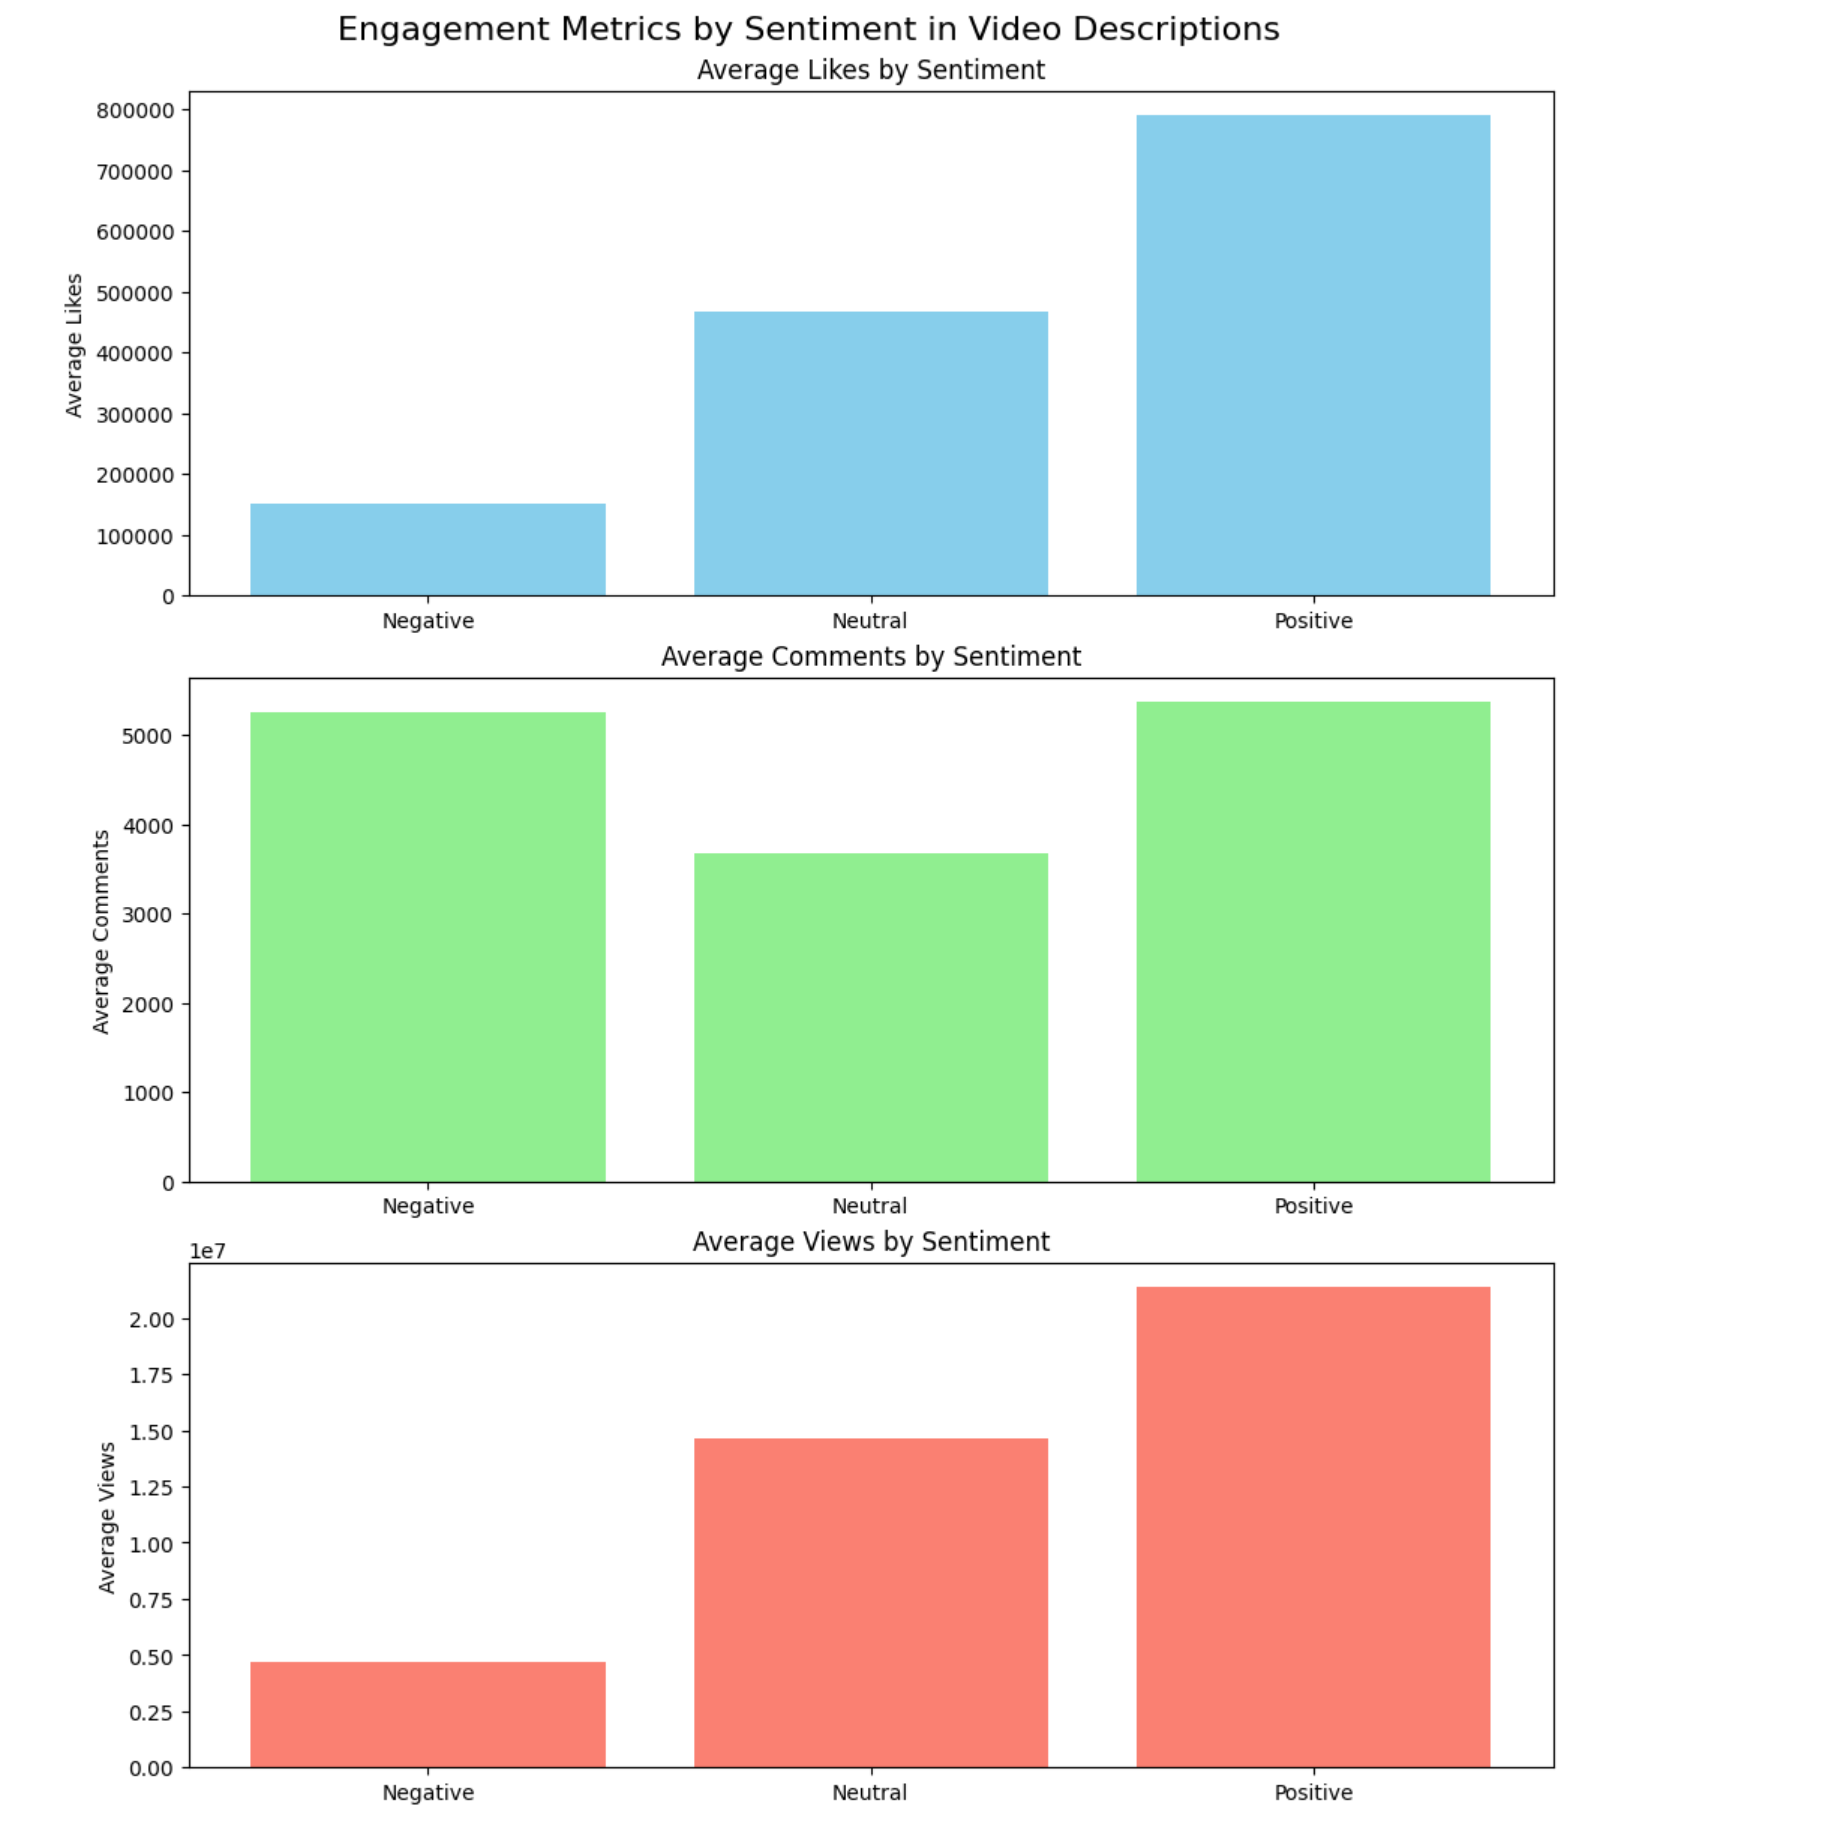 Engagement Metrics by Sentiment in Video Descriptions
Average Likes by Sentiment
Average Likes
800000
700000
600000
500000
400000
300000
200000
100000
0
Negative Neutral Positive
Average Comments by Sentiment
Average Comments
5000
4000
3000
2000
1000
0
Negative Neutral Positive
Average Views by Sentiment
1e7
Average Views
2.00
1.75
1.50
1.25
1.00
0.75
0.50
0.25
0.00
Negative Neutral Positive